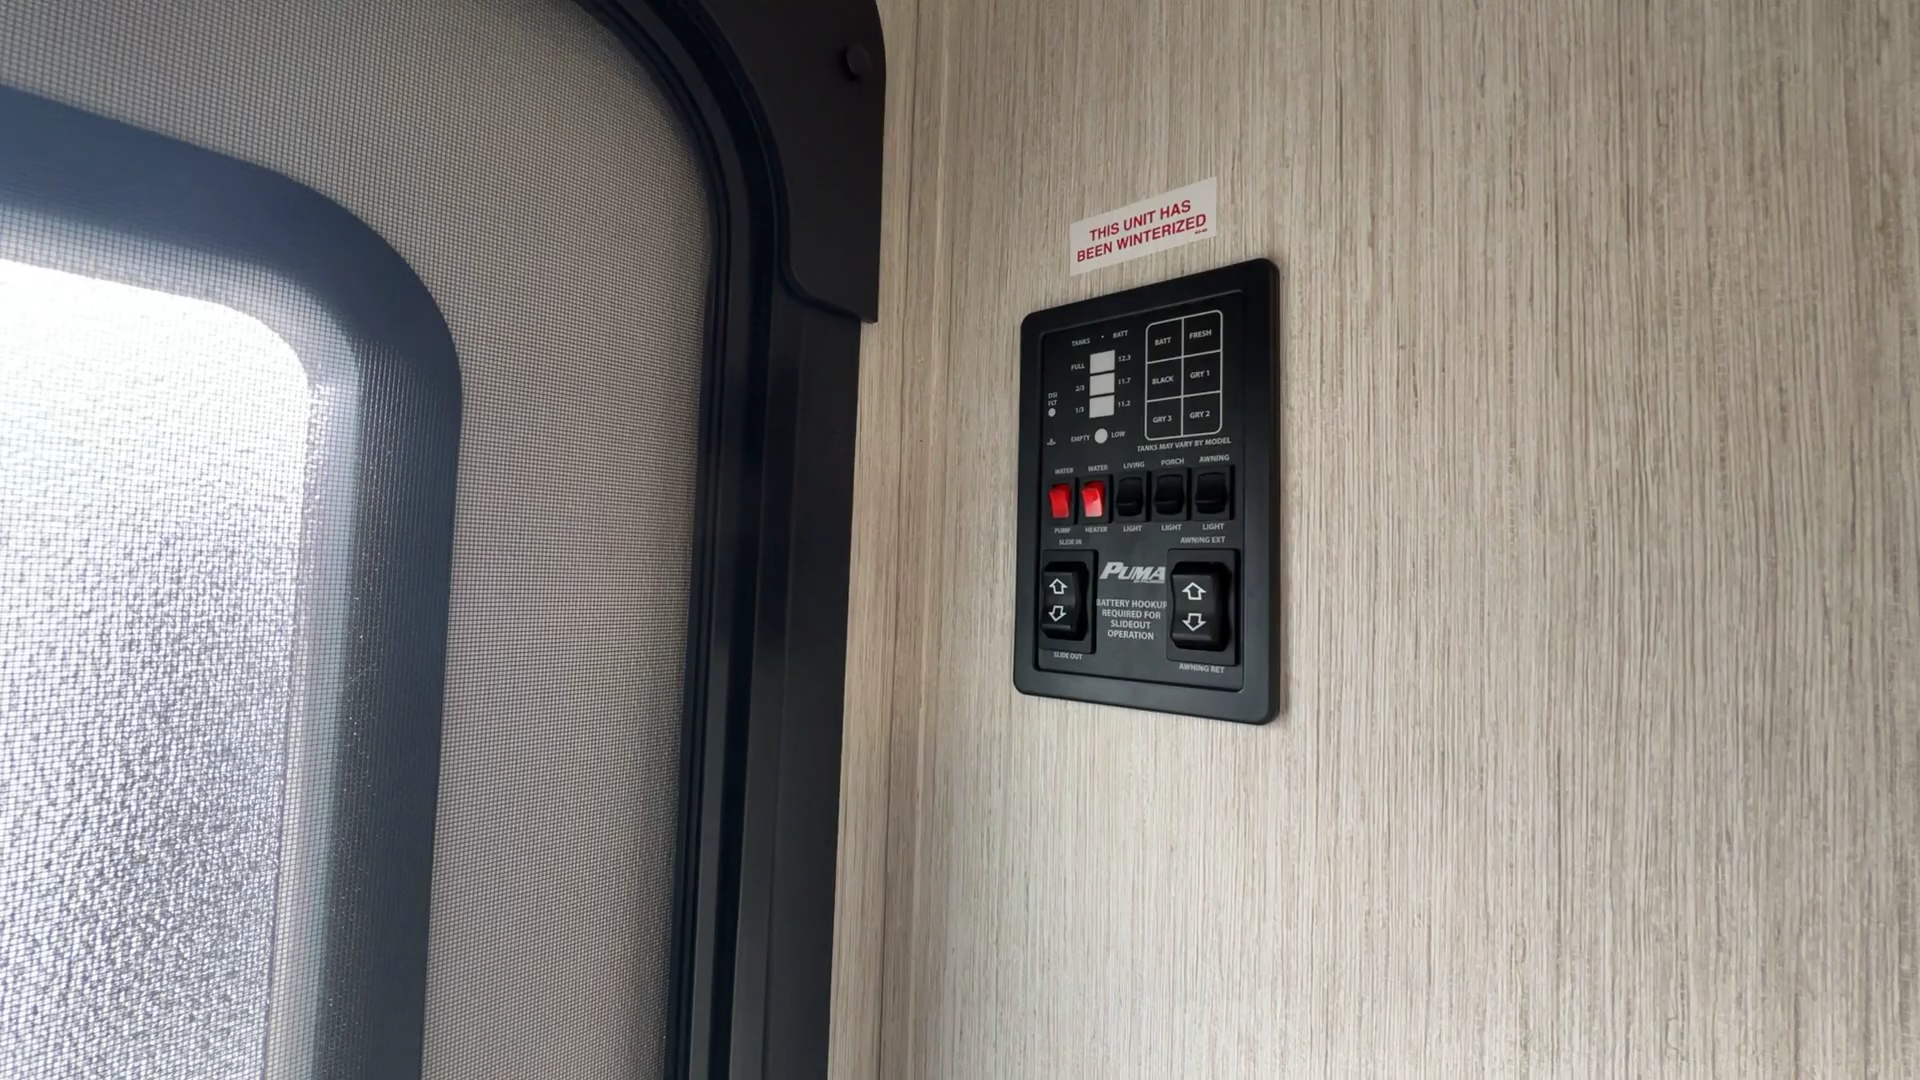 THIS UNIT HAS
BEEN WINTERIZED
TANKS · BATT
FULL 12.3
2/3 11.7
1/3 11.2
EMPTY LOW
DSI
FLT
BATT FRESH
BLACK GRY 1
GRY 3 GRY 2
TANKS MAY VARY BY MODEL
WATER WATER LIVING PORCH AWNING
PUMP HEATER LIGHT LIGHT LIGHT
SLIDE IN
AWNING EXT
PUMA
BATTERY HOOKUP
REQUIRED FOR
SLIDEOUT
OPERATION
SLIDE OUT
AWNING RET